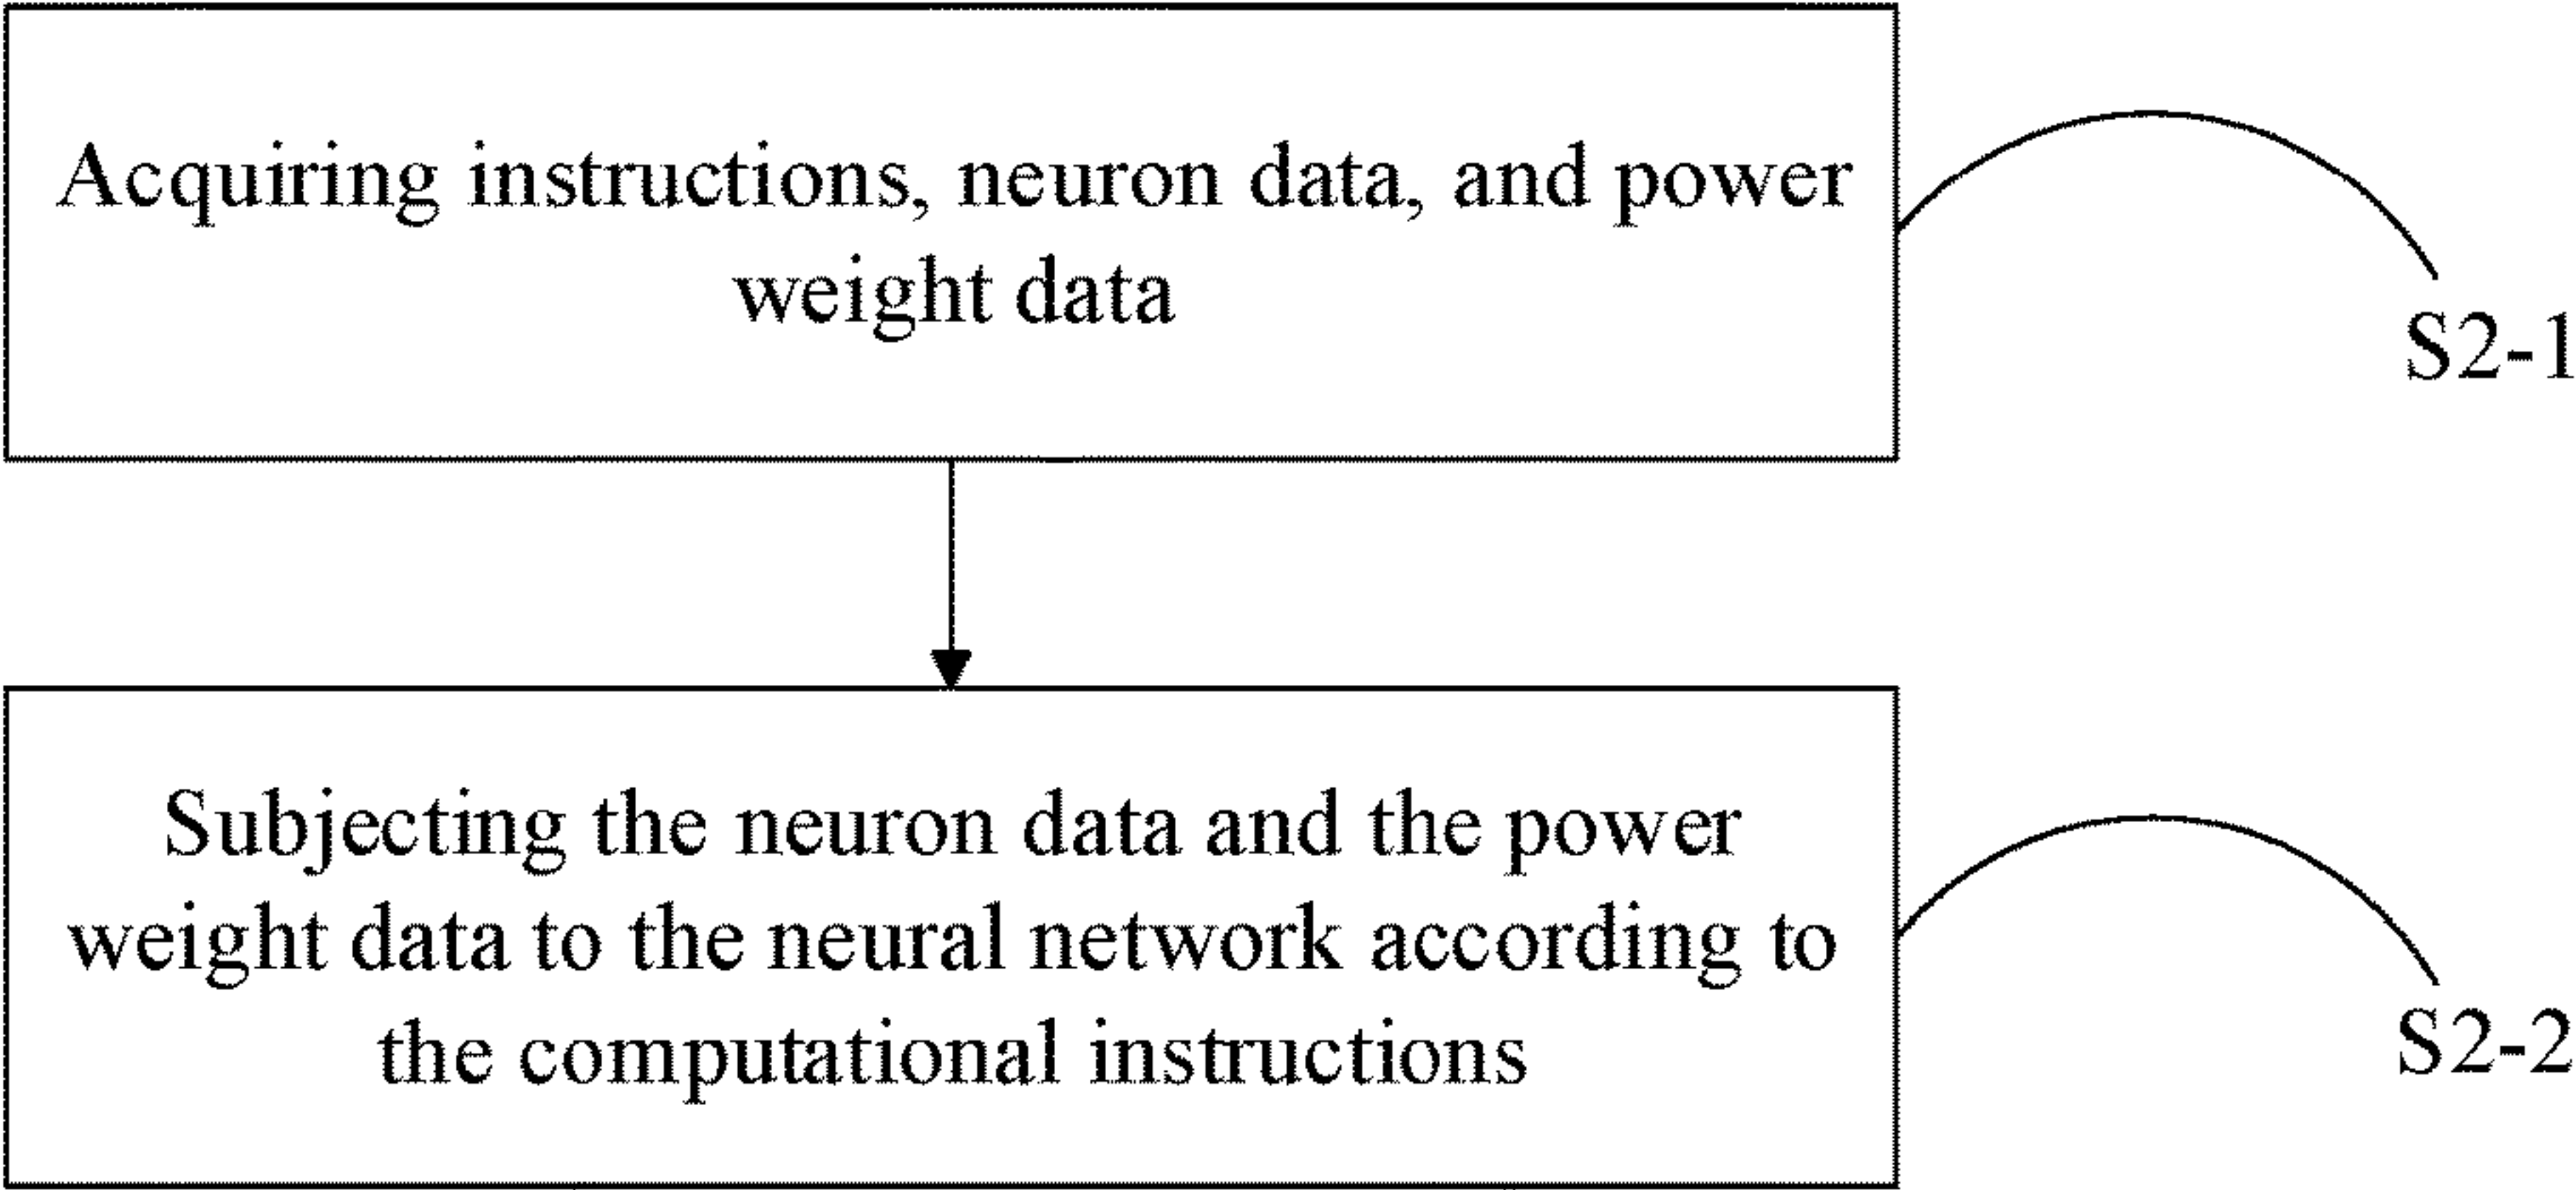 Acquiring instructions, neuron data, and power
weight data
S2-1
Subjecting the neuron data and the power
weight data to the neural network according to
the computational instructions
S2-2